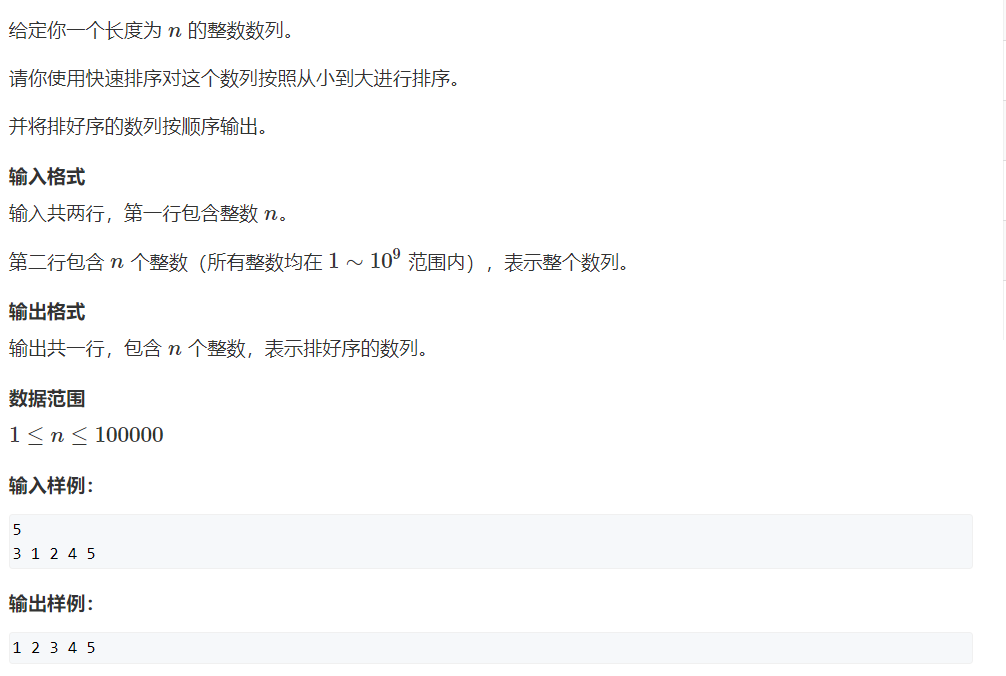 给定你一个长度为 n 的整数数列。
请你使用快速排序对这个数列按照从小到大进行排序。
并将排好序的数列按顺序输出。
输入格式
输入共两行，第一行包含整数 n。
第二行包含 n 个整数（所有整数均在 1 ∼ 10⁹ 范围内），表示整个数列。
输出格式
输出共一行，包含 n 个整数，表示排好序的数列。
数据范围
1 ≤ n ≤ 100000
输入样例：
5
3 1 2 4 5
输出样例：
1 2 3 4 5